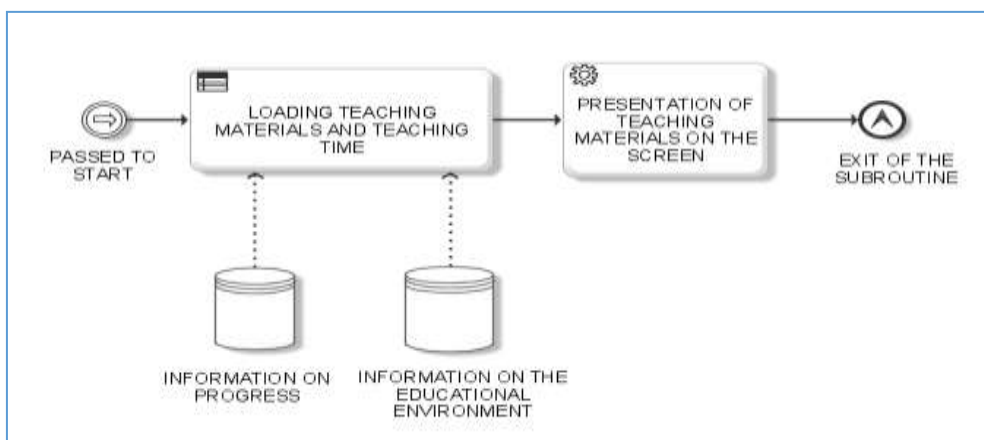 PASSED TO
START
LOADING TEACHING
MATERIALS AND TEACHING
TIME
PRESENTATION OF
TEACHING
MATERIALS ON THE
SCREEN
EXIT OF THE
SUBROUTINE
INFORMATION ON
PROGRESS
INFORMATION ON THE
EDUCATIONAL
ENVIRONMENT